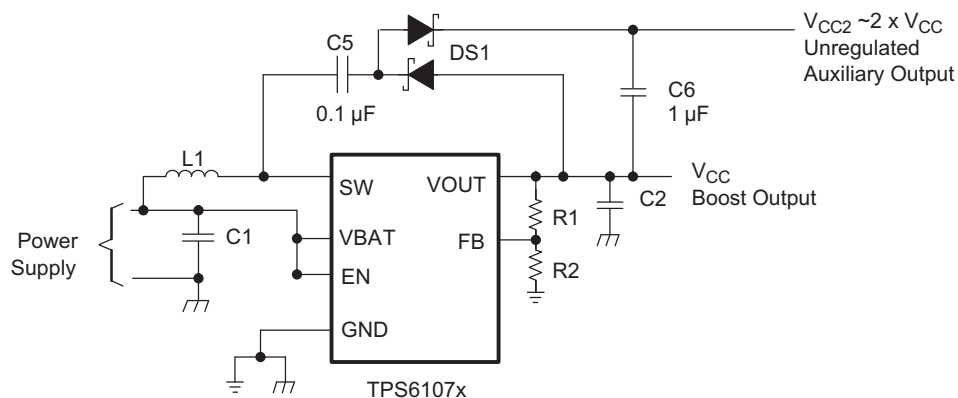 C5
0.1 µF
DS1
V_CC2 ~2 x V_CC
Unregulated
Auxiliary Output
C6
1 µF
L1
SW
VOUT
V_CC
Boost Output
C2
R1
Power
Supply
C1
VBAT
FB
R2
EN
GND
TPS6107x